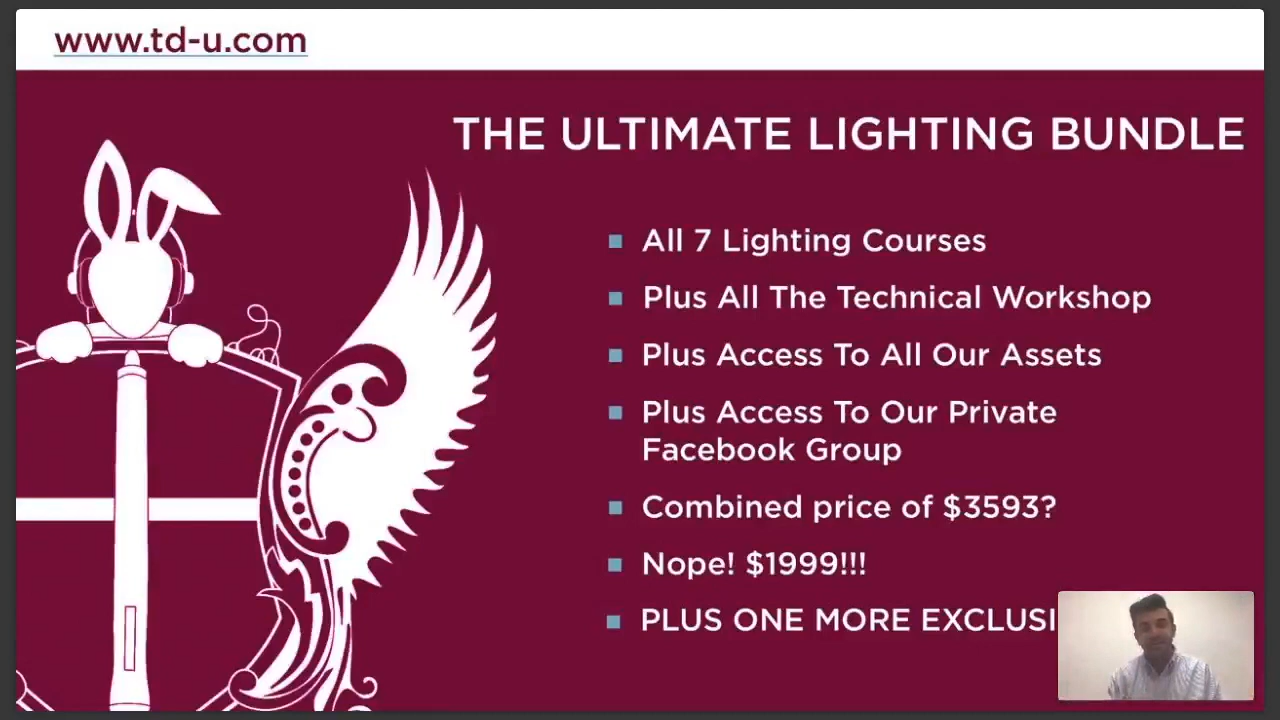 www.td-u.com
THE ULTIMATE LIGHTING BUNDLE
All 7 Lighting Courses
Plus All The Technical Workshop
Plus Access To All Our Assets
Plus Access To Our Private
Facebook Group
Combined price of $3593?
Nope! $1999!!!
PLUS ONE MORE